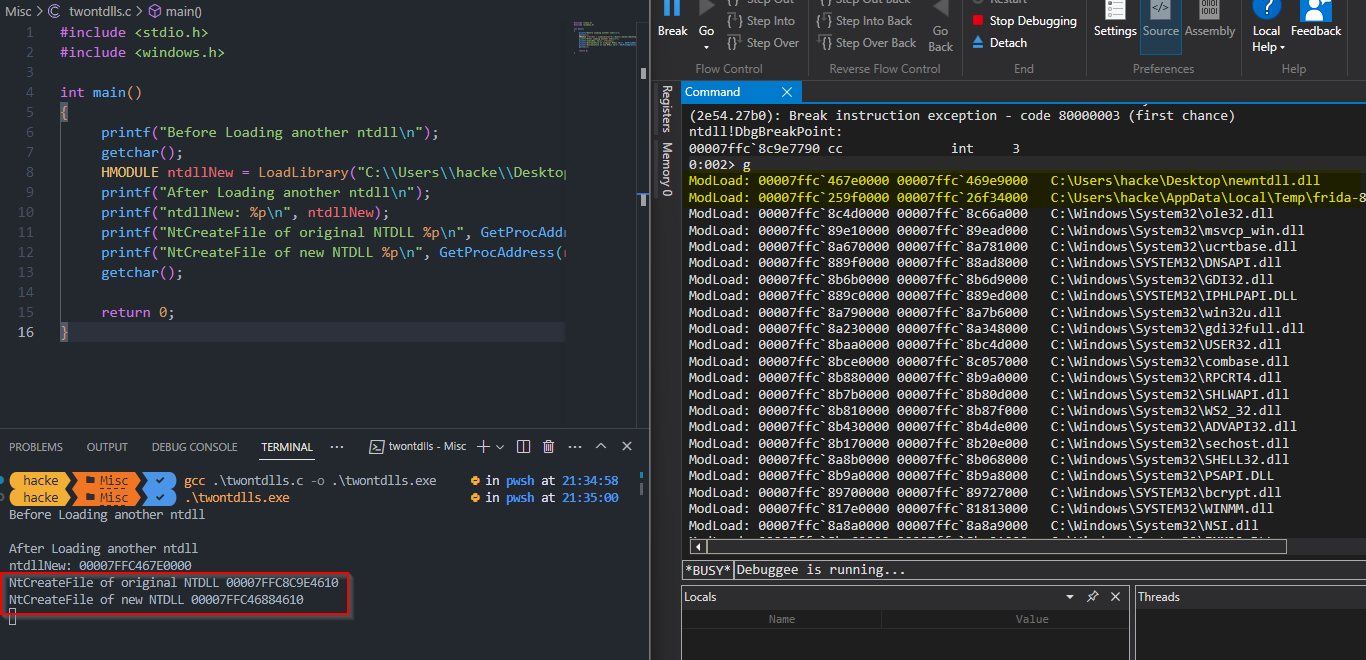 Misc > C twontdlls.c > main()
1 #include <stdio.h>
2 #include <windows.h>
3
4 int main()
5 {
6 printf("Before Loading another ntdll\n");
7 getchar();
8 HMODULE ntdllNew = LoadLibrary("C:\\Users\\hacke\\Desktop
9 printf("After Loading another ntdll\n");
10 printf("ntdllNew: %p\n", ntdllNew);
11 printf("NtCreateFile of original NTDLL %p\n", GetProcAddr
12 printf("NtCreateFile of new NTDLL %p\n", GetProcAddress(
13 getchar();
14
15 return 0;
16 }
PROBLEMS OUTPUT DEBUG CONSOLE TERMINAL ··· twontdlls - Misc
hacke Misc gcc .\twontdlls.c -o .\twontdlls.exe in pwsh at 21:34:58
hacke Misc .\twontdlls.exe in pwsh at 21:35:00
Before Loading another ntdll
After Loading another ntdll
ntdllNew: 00007FFC467E0000
NtCreateFile of original NTDLL 00007FFC8C9E4610
NtCreateFile of new NTDLL 00007FFC46884610
Break Go
Step Out
Step Into
Step Over
Flow Control
Step Out Back
Step Into Back
Step Over Back
Go Back
Reverse Flow Control
Restart
Stop Debugging
Detach
End
Settings Source Assembly
Preferences
Local Help Feedback
Help
Registers
Memory 0
Command
(2e54.27b0): Break instruction exception - code 80000003 (first chance)
ntdll!DbgBreakPoint:
00007ffc`8c9e7790 cc int 3
0:002> g
ModLoad: 00007ffc`467e0000 00007ffc`469e9000 C:\Users\hacke\Desktop\newntdll.dll
ModLoad: 00007ffc`259f0000 00007ffc`26f34000 C:\Users\hacke\AppData\Local\Temp\frida-8
ModLoad: 00007ffc`8c4d0000 00007ffc`8c66a000 C:\Windows\System32\ole32.dll
ModLoad: 00007ffc`89e10000 00007ffc`89ead000 C:\Windows\System32\msvcp_win.dll
ModLoad: 00007ffc`8a670000 00007ffc`8a781000 C:\Windows\System32\ucrtbase.dll
ModLoad: 00007ffc`889f0000 00007ffc`88ad8000 C:\Windows\SYSTEM32\DNSAPI.dll
ModLoad: 00007ffc`8b6b0000 00007ffc`8b6d9000 C:\Windows\System32\GDI32.dll
ModLoad: 00007ffc`889c0000 00007ffc`889ed000 C:\Windows\SYSTEM32\IPHLPAPI.DLL
ModLoad: 00007ffc`8a790000 00007ffc`8a7b6000 C:\Windows\System32\win32u.dll
ModLoad: 00007ffc`8a230000 00007ffc`8a348000 C:\Windows\System32\gdi32full.dll
ModLoad: 00007ffc`8baa0000 00007ffc`8bc4d000 C:\Windows\System32\USER32.dll
ModLoad: 00007ffc`8bce0000 00007ffc`8c057000 C:\Windows\System32\combase.dll
ModLoad: 00007ffc`8b880000 00007ffc`8b9a0000 C:\Windows\System32\RPCRT4.dll
ModLoad: 00007ffc`8b7b0000 00007ffc`8b80d000 C:\Windows\System32\SHLWAPI.dll
ModLoad: 00007ffc`8b810000 00007ffc`8b87f000 C:\Windows\System32\WS2_32.dll
ModLoad: 00007ffc`8b430000 00007ffc`8b4de000 C:\Windows\System32\ADVAPI32.dll
ModLoad: 00007ffc`8b170000 00007ffc`8b20e000 C:\Windows\System32\sechost.dll
ModLoad: 00007ffc`8a8b0000 00007ffc`8b068000 C:\Windows\System32\SHELL32.dll
ModLoad: 00007ffc`8b9a0000 00007ffc`8b9a8000 C:\Windows\System32\PSAPI.DLL
ModLoad: 00007ffc`89700000 00007ffc`89727000 C:\Windows\System32\bcrypt.dll
ModLoad: 00007ffc`817e0000 00007ffc`81813000 C:\Windows\SYSTEM32\WINMM.dll
ModLoad: 00007ffc`8a8a0000 00007ffc`8a8a9000 C:\Windows\System32\NSI.dll
*BUSY* Debuggee is running...
Locals
Name Value
Threads